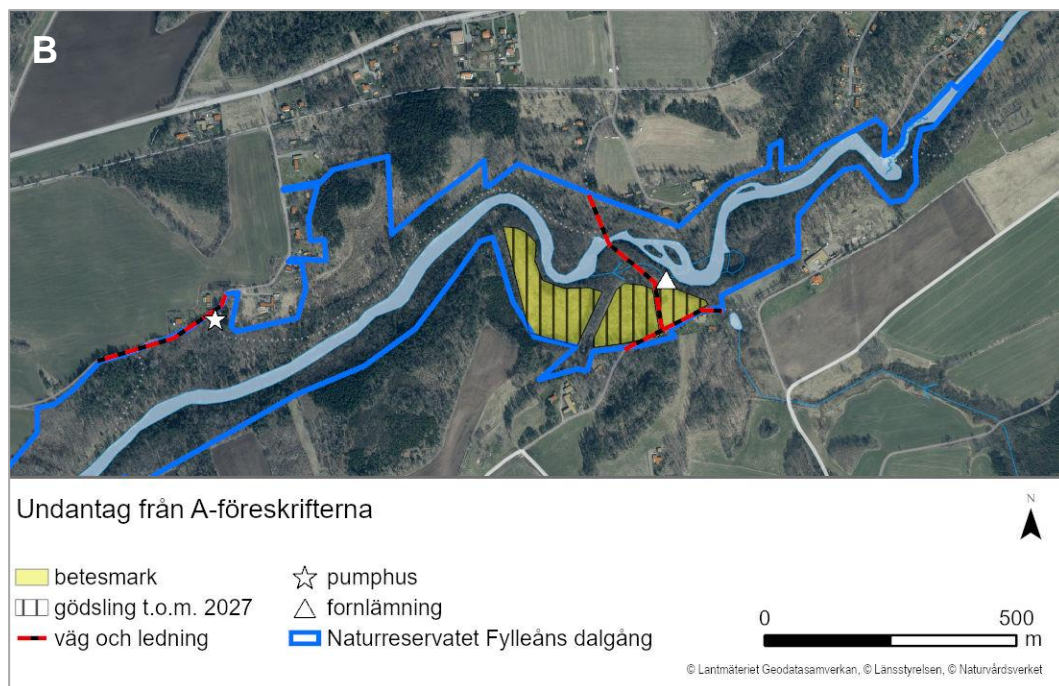 B
Undantag från A-föreskrifterna
N
betesmark
gödsling t.o.m. 2027
väg och ledning
pumphus
fornlämning
Naturreservatet Fylleåns dalgång
0 500
m
© Lantmäteriet Geodatasamverkan, © Länsstyrelsen, © Naturvårdsverket